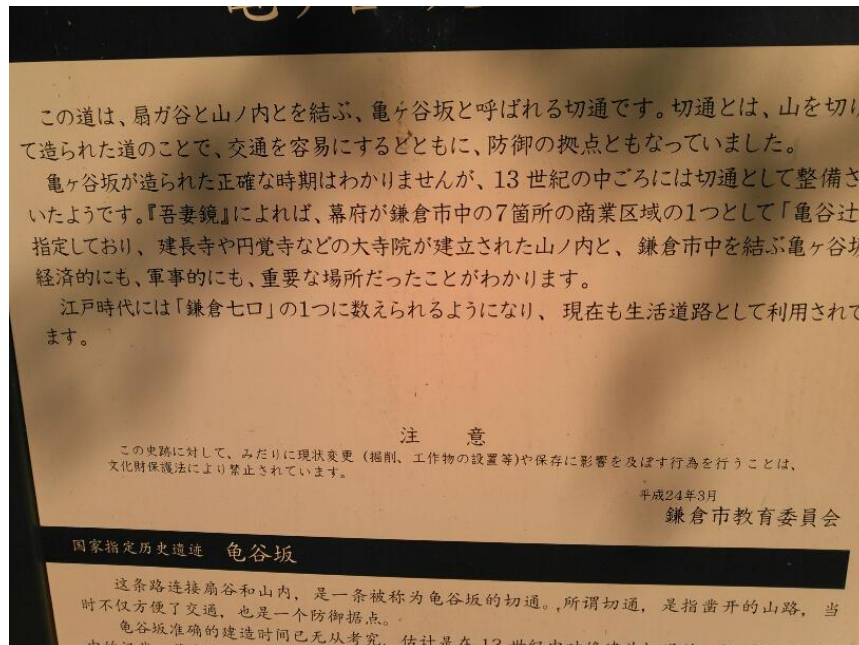 この道は、扇ガ谷と山ノ内とを結ぶ、亀ヶ谷坂と呼ばれる切通です。切通とは、山を切り
て造られた道のことで、交通を容易にするとともに、防御の拠点ともなっていました。
亀ヶ谷坂が造られた正確な時期はわかりませんが、13世紀の中ごろには切通として整備さ
いたようです。『吾妻鏡』によれば、幕府が鎌倉市中の7箇所の商業区域の1つとして「亀谷辻
指定しており、建長寺や円覚寺などの大寺院が建立された山ノ内と、鎌倉市中を結ぶ亀ヶ谷坂
経済的にも、軍事的にも、重要な場所だったことがわかります。
江戸時代には「鎌倉七口」の1つに数えられるようになり、現在も生活道路として利用されて
ます。
注 意
この史跡に対して、みだりに現状変更(掘削、工作物の設置等)や保存に影響を及ぼす行為を行うことは、
文化財保護法により禁止されています。
平成24年3月
鎌倉市教育委員会
国家指定历史遗迹 龟谷坂
这条路连接扇谷和山内，是一条被称为龟谷坂的切通。,所谓切通，是指凿开的山路，当
时不仅方便了交通，也是一个防御据点。
龟谷坂准确的建造时间已无从考究，估计是在13世纪中